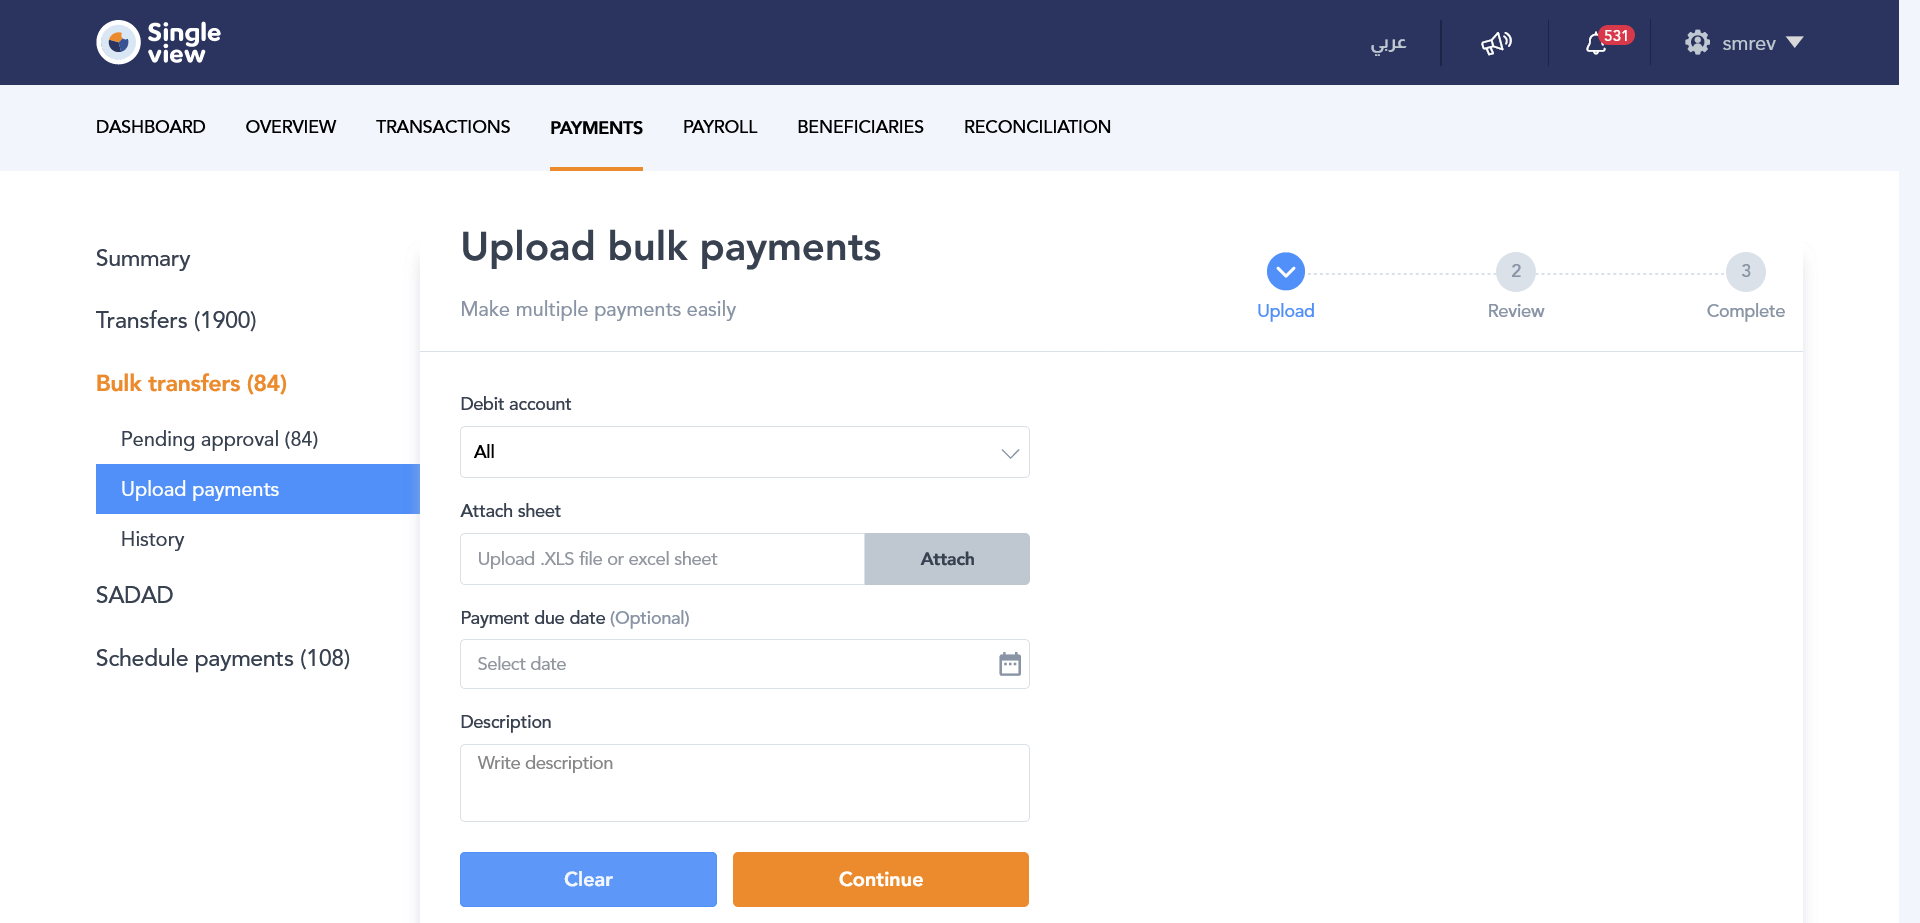 Single
view
عربي
531
smrev
DASHBOARD OVERVIEW TRANSACTIONS PAYMENTS PAYROLL BENEFICIARIES RECONCILIATION
Summary
Transfers (1900)
Bulk transfers (84)
Pending approval (84)
Upload payments
History
SADAD
Schedule payments (108)
Upload bulk payments
Make multiple payments easily
2 3
Upload Review Complete
Debit account
All
Attach sheet
Upload .XLS file or excel sheet Attach
Payment due date (Optional)
Select date
Description
Write description
Clear Continue